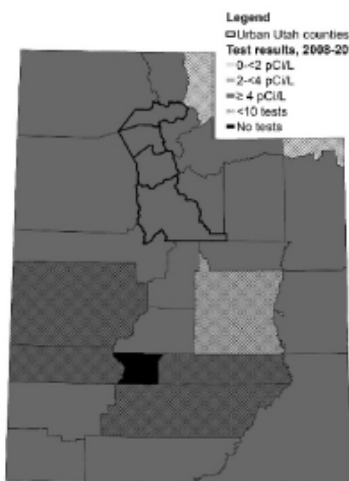 Legend
Urban Utah counties
Test results, 2008-20
0-<2 pCi/L
2-<4 pCi/L
≥ 4 pCi/L
<10 tests
No tests